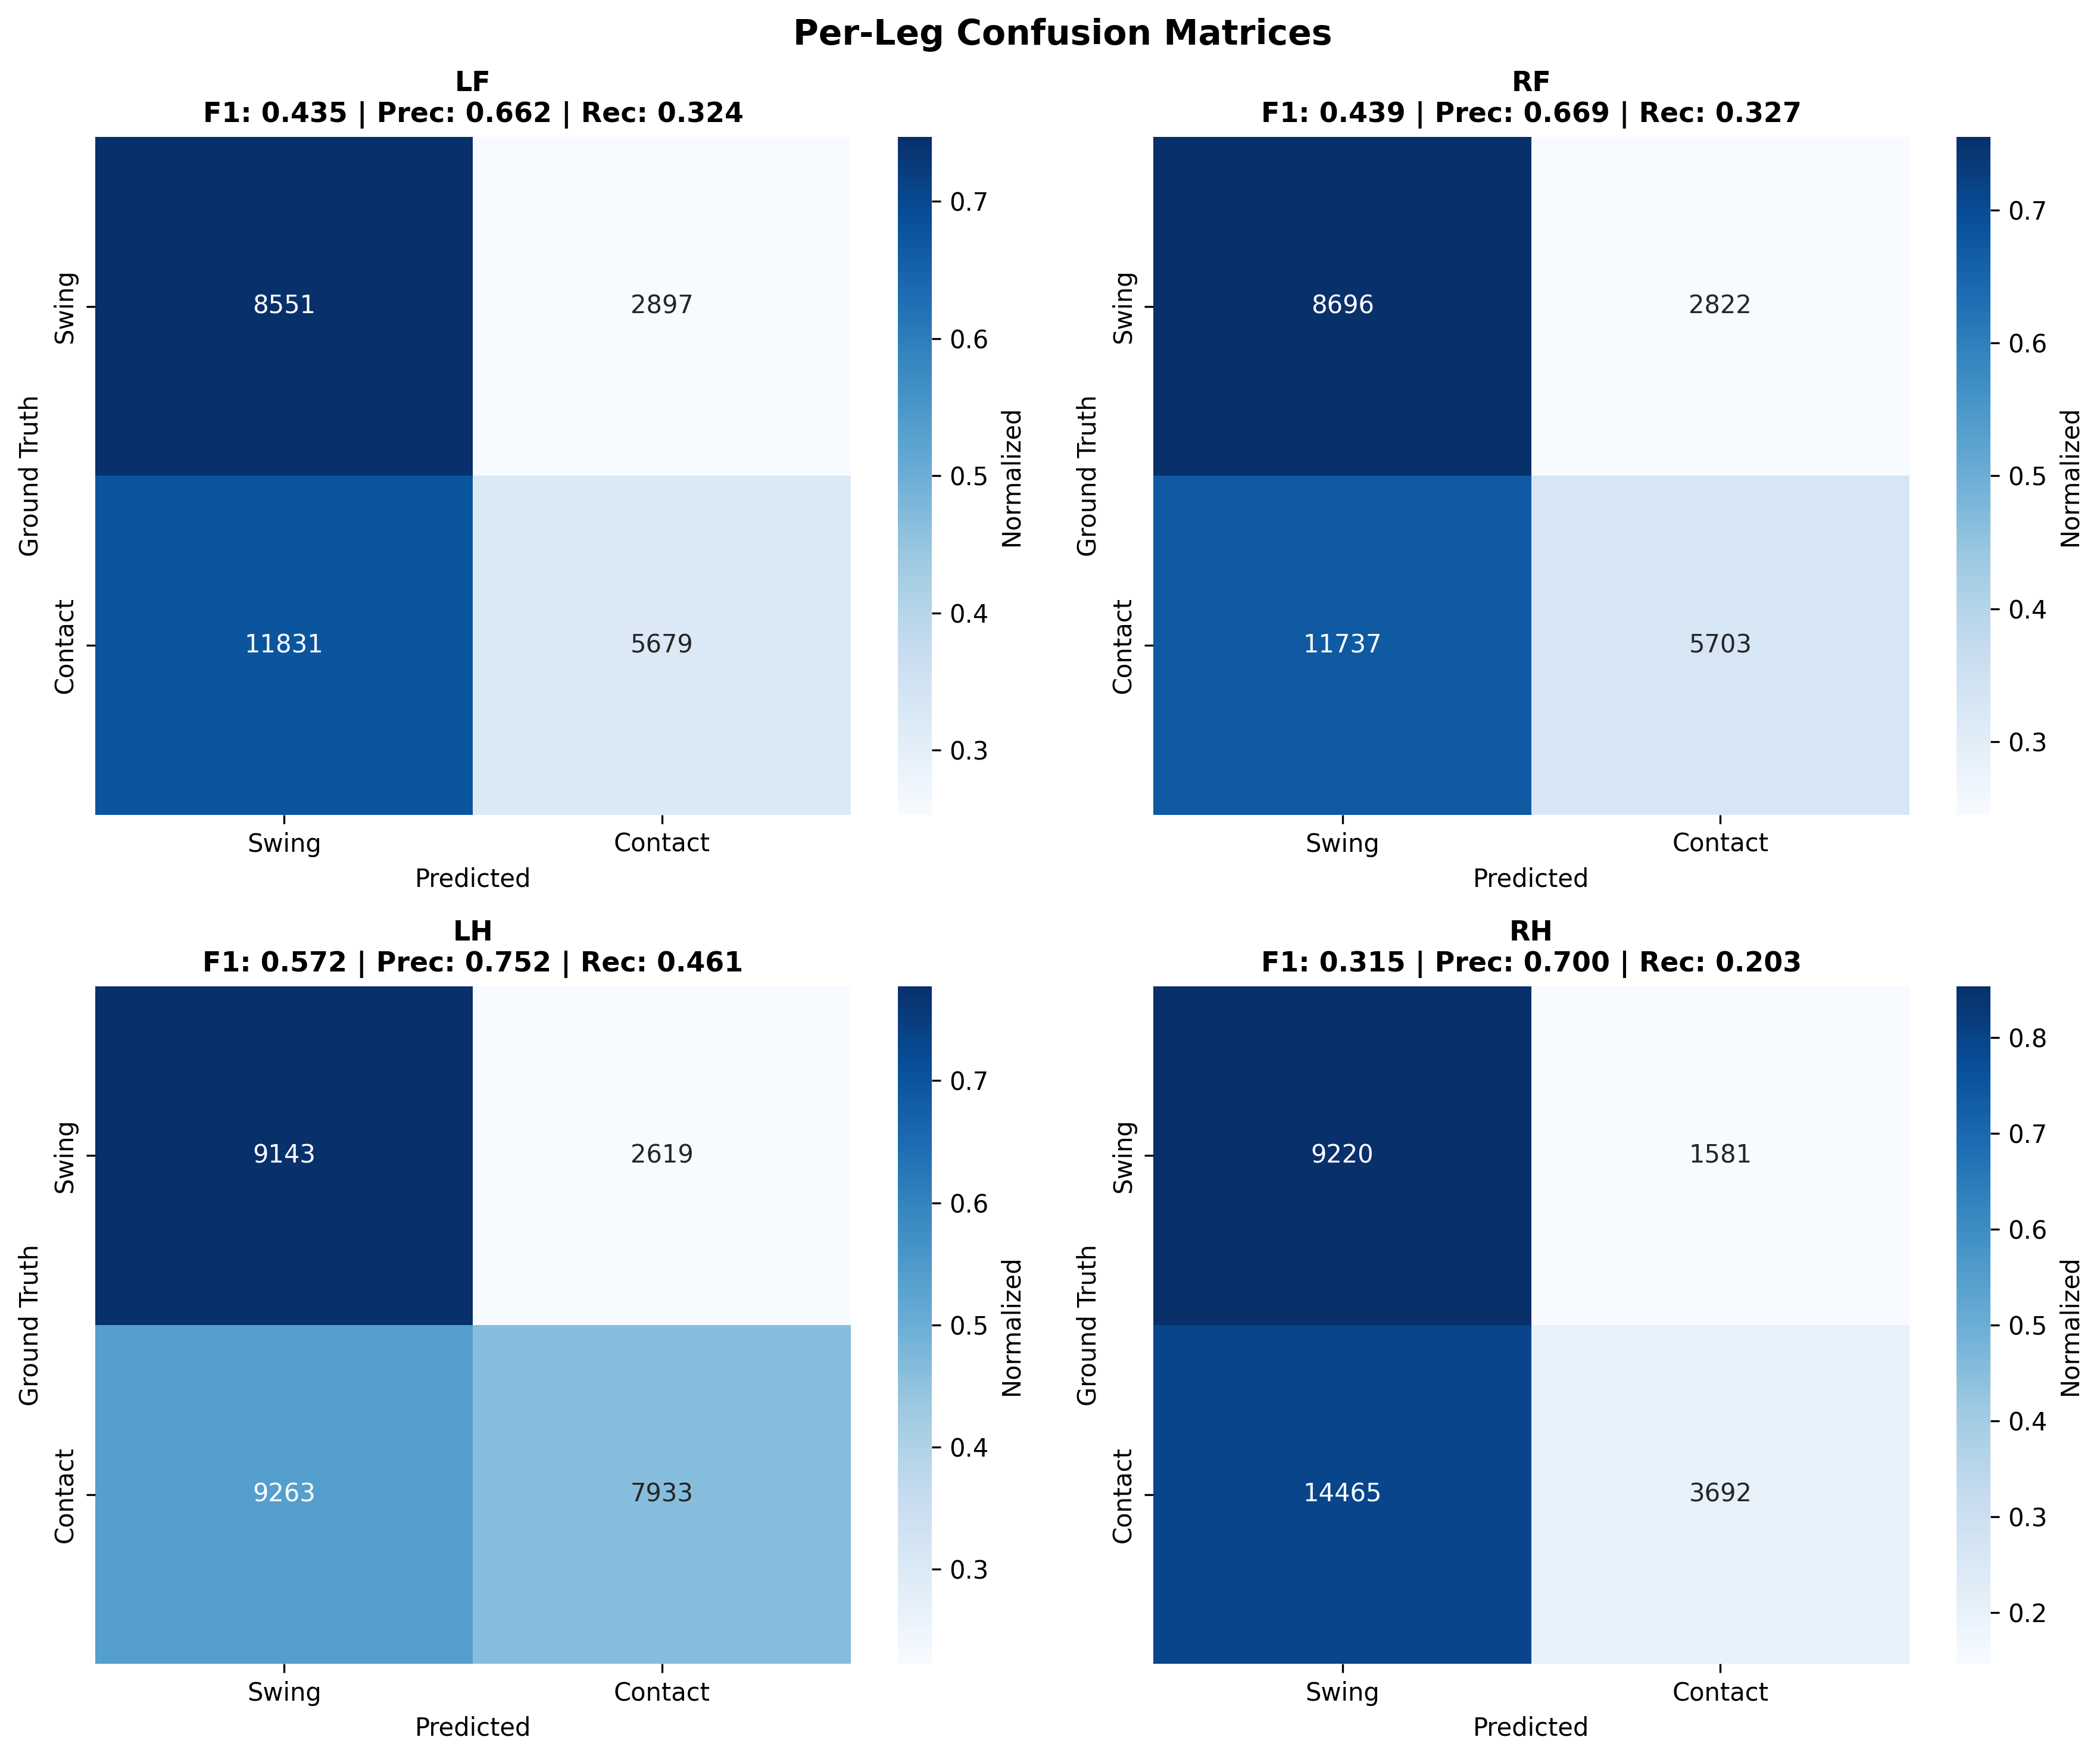 Per-Leg Confusion Matrices
LF
F1: 0.435 | Prec: 0.662 | Rec: 0.324
Ground Truth
Swing
Contact
8551
2897
11831
5679
Swing
Contact
Predicted
0.7
0.6
0.5
0.4
0.3
Normalized
RF
F1: 0.439 | Prec: 0.669 | Rec: 0.327
Ground Truth
Swing
Contact
8696
2822
11737
5703
Swing
Contact
Predicted
0.7
0.6
0.5
0.4
0.3
Normalized
LH
F1: 0.572 | Prec: 0.752 | Rec: 0.461
Ground Truth
Swing
Contact
9143
2619
9263
7933
Swing
Contact
Predicted
0.7
0.6
0.5
0.4
0.3
Normalized
RH
F1: 0.315 | Prec: 0.700 | Rec: 0.203
Ground Truth
Swing
Contact
9220
1581
14465
3692
Swing
Contact
Predicted
0.8
0.7
0.6
0.5
0.4
0.3
0.2
Normalized